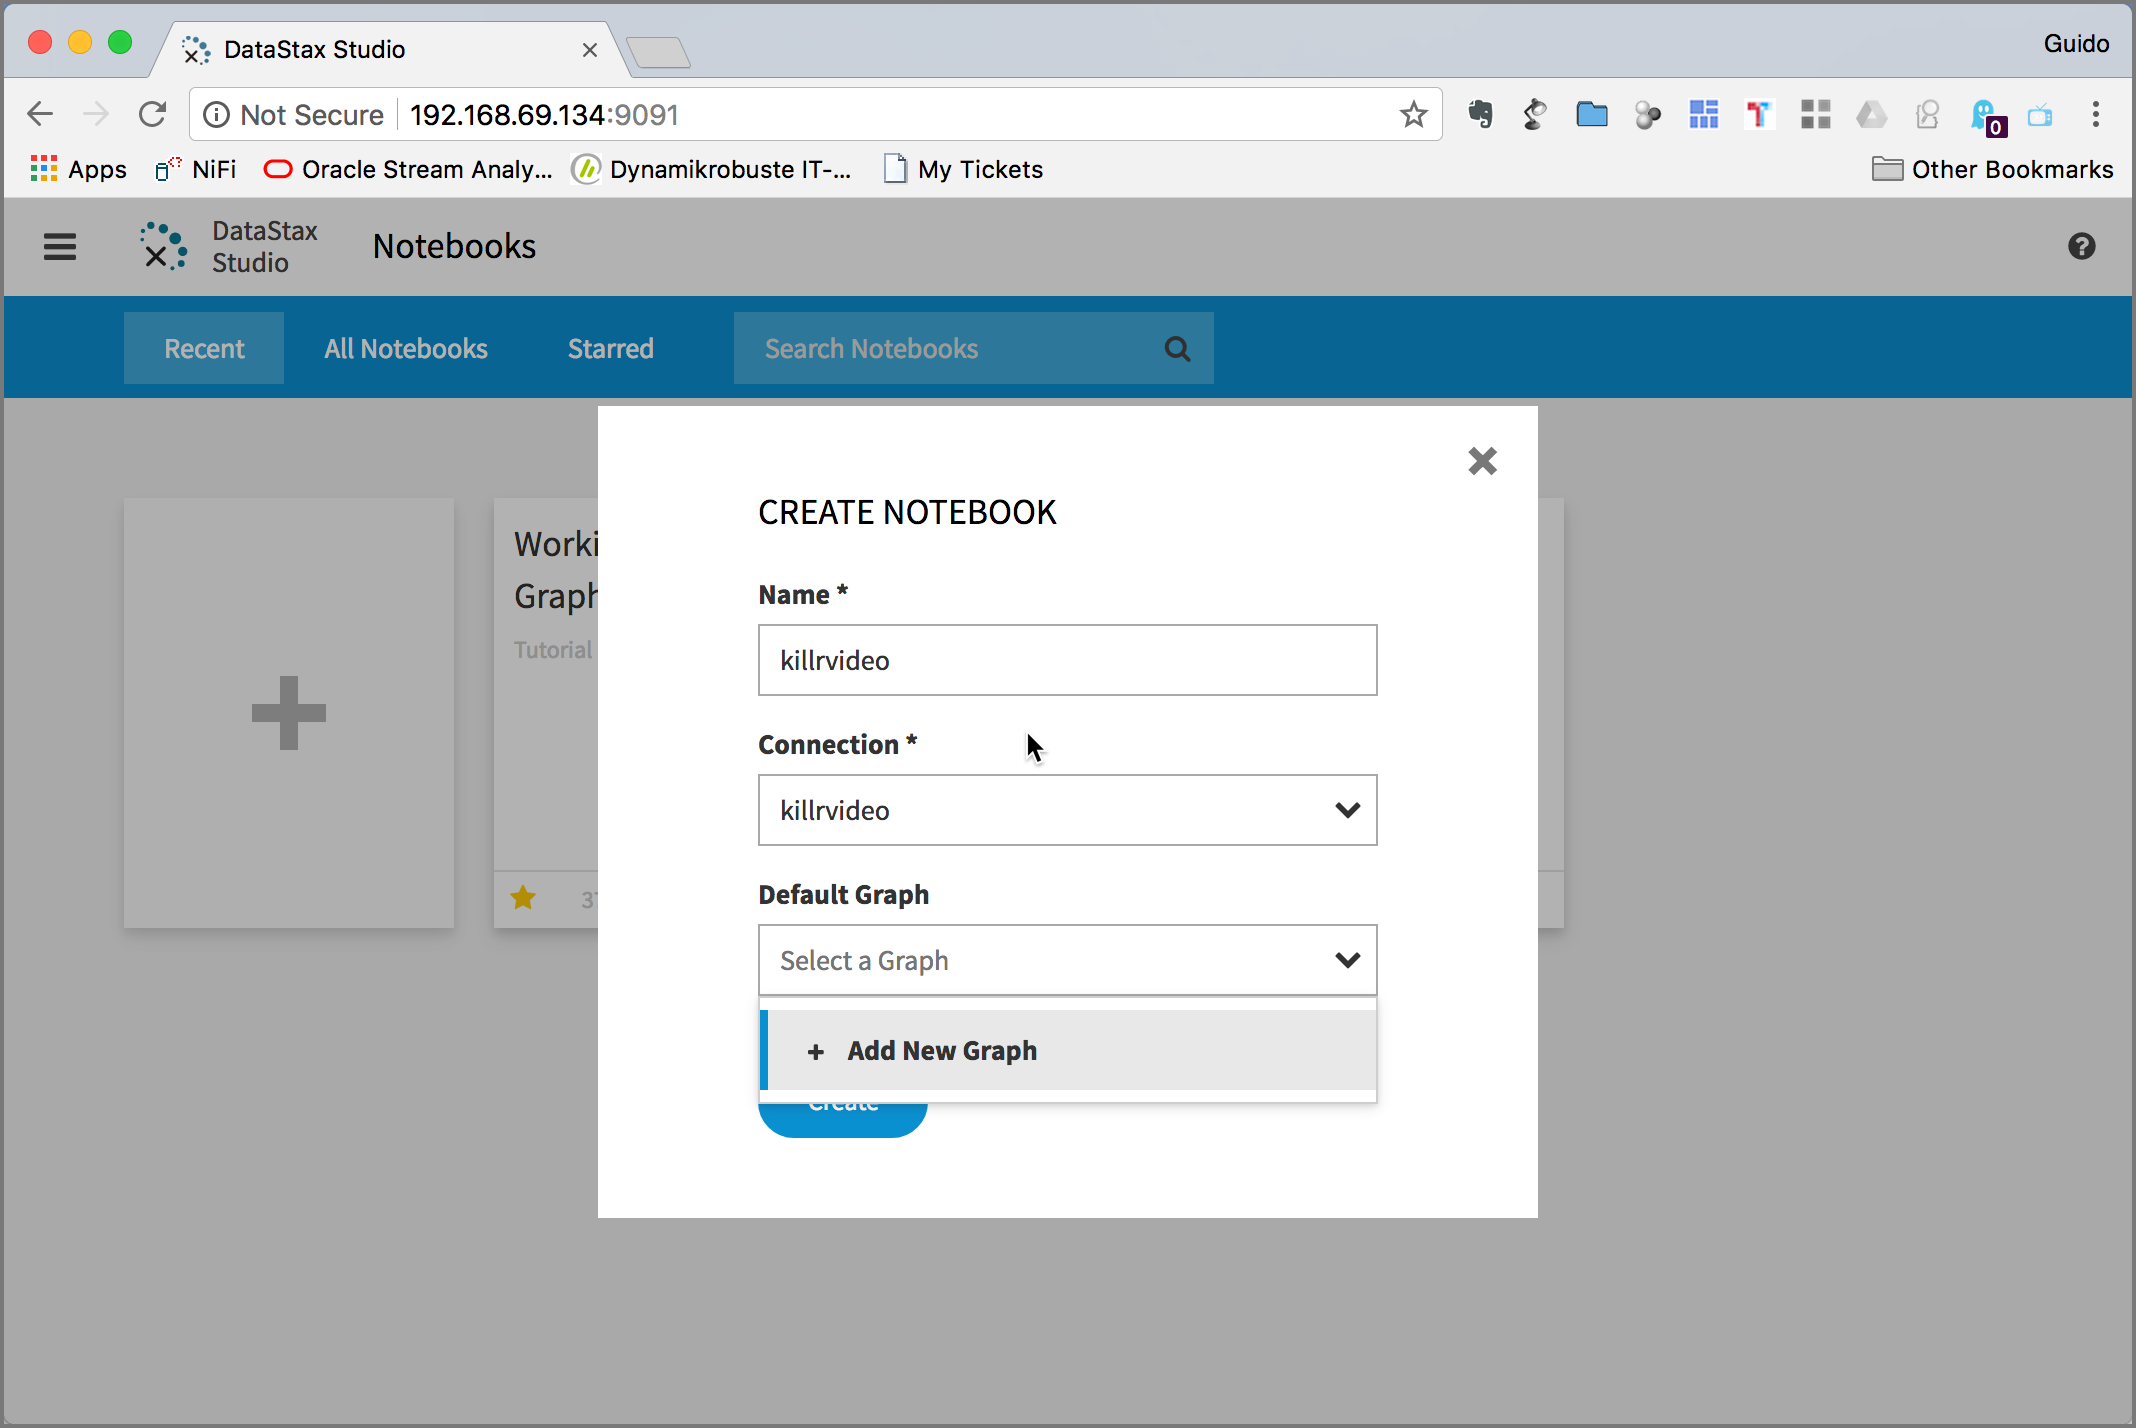 DataStax Studio
Guido
Not Secure
192.168.69.134:9091
0
Apps
NiFi
Oracle Stream Analy...
Dynamikrobuste IT-...
My Tickets
Other Bookmarks
DataStax
Studio
Notebooks
Recent
All Notebooks
Starred
Search Notebooks
Graph
Tutorial
CREATE NOTEBOOK
Name *
killrvideo
Connection *
killrvideo
Default Graph
Select a Graph
+ Add New Graph
Create